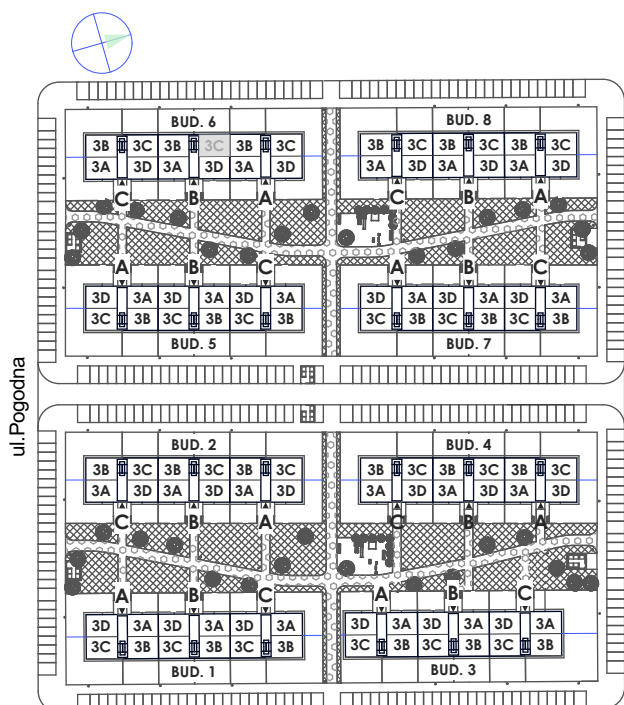 BUD. 6 BUD. 8
3B 3C 3B 3C 3B 3C 3B 3C 3B 3C 3B 3C
3A 3D 3A 3D 3A 3D 3A 3D 3A 3D 3A 3D
C B A C B A
A B C A B C
3D 3A 3D 3A 3D 3A 3D 3A 3D 3A 3D 3A
3C 3B 3C 3B 3C 3B 3C 3B 3C 3B 3C 3B
BUD. 5 BUD. 7
ul.Pogodna
BUD. 2 BUD. 4
3B 3C 3B 3C 3B 3C 3B 3C 3B 3C 3B 3C
3A 3D 3A 3D 3A 3D 3A 3D 3A 3D 3A 3D
C B A C B A
A B C A B C
3D 3A 3D 3A 3D 3A 3D 3A 3D 3A 3D 3A
3C 3B 3C 3B 3C 3B 3C 3B 3C 3B 3C 3B
BUD. 1 BUD. 3